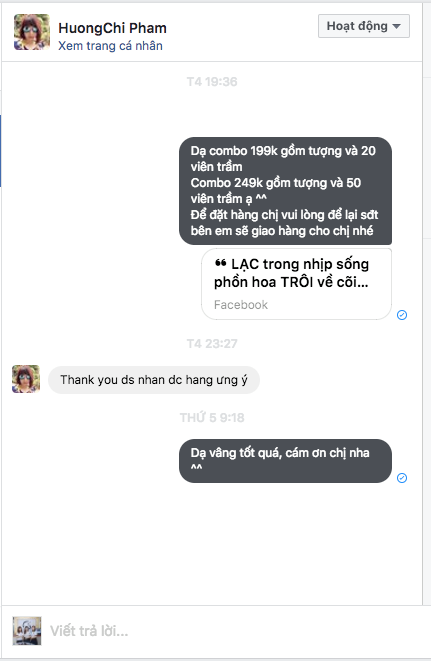 HuongChi Pham
Hoạt động
Xem trang cá nhân
T4 19:36
Dạ combo 199k gồm tượng và 20
viên trầm
Combo 249k gồm tượng và 50
viên trầm ạ ^^
Để đặt hàng chị vui lòng để lại sđt
bên em sẽ giao hàng cho chị nhé
❝ LẠC trong nhịp sống
phồn hoa TRÔI về cõi...
Facebook
T4 23:27
Thank you ds nhan dc hang ưng ý
THỨ 5 9:18
Dạ vâng tốt quá, cám ơn chị nha
^^
Viết trả lời...